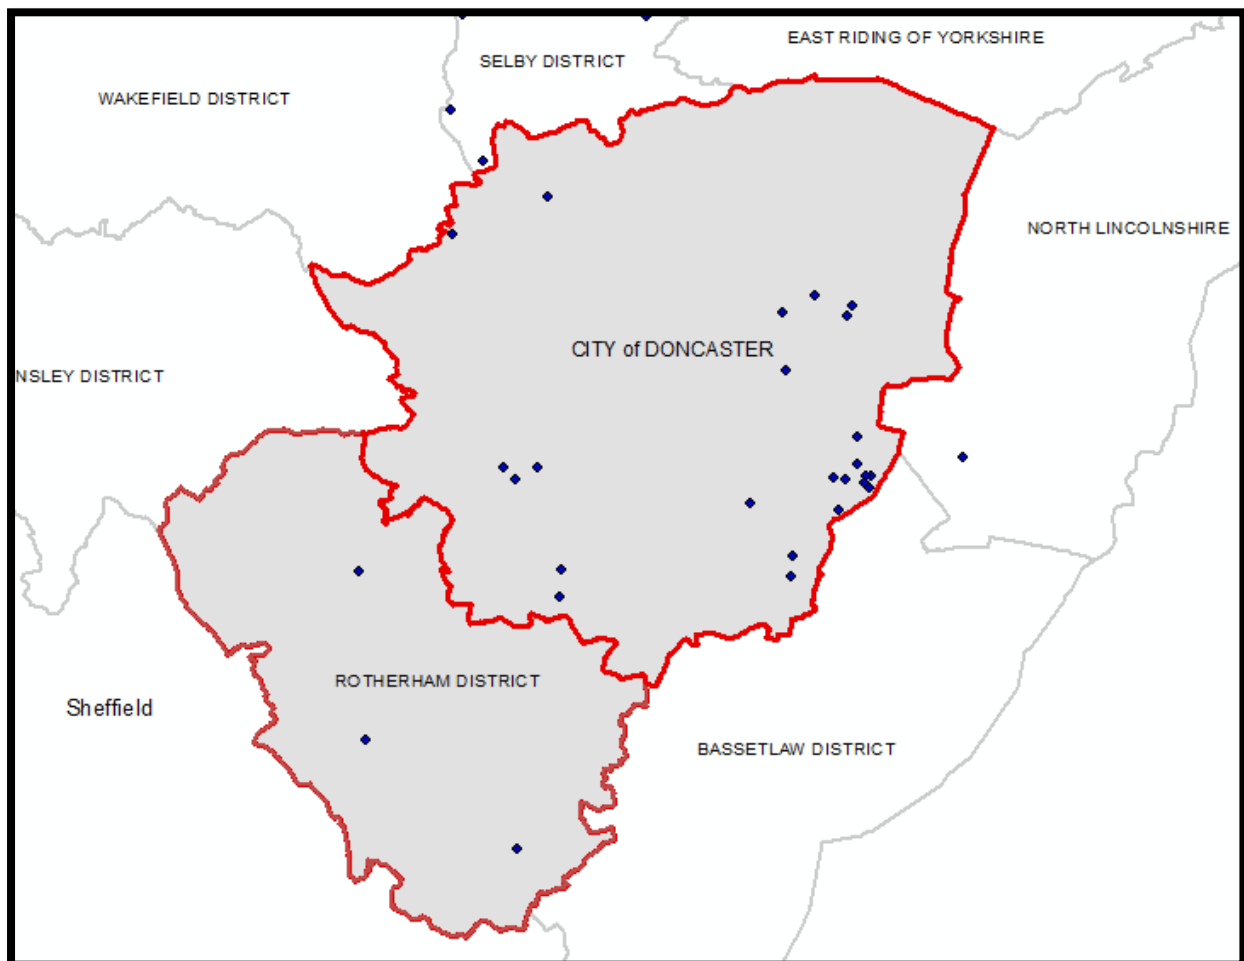 EAST RIDING OF YORKSHIRE
SELBY DISTRICT
WAKEFIELD DISTRICT
NORTH LINCOLNSHIRE
CITY of DONCASTER
NSLEY DISTRICT
ROTHERHAM DISTRICT
Sheffield
BASSETLAW DISTRICT